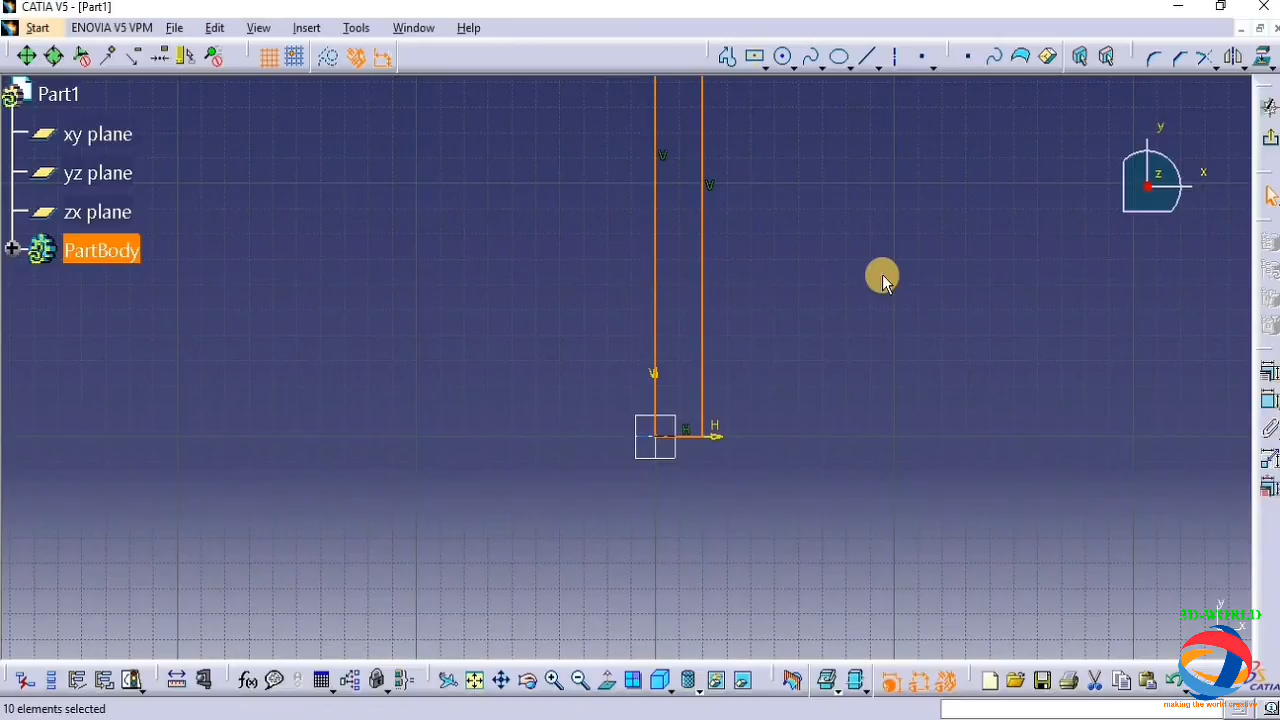 CATIA V5 - [Part1]
Start ENOVIA V5 VPM File Edit View Insert Tools Window Help
Part1
xy plane
yz plane
zx plane
PartBody
V
V
V
H
H
y
x
z
y
x
3D-WORLD
making the world creative
CATIA
f(x)
10 elements selected